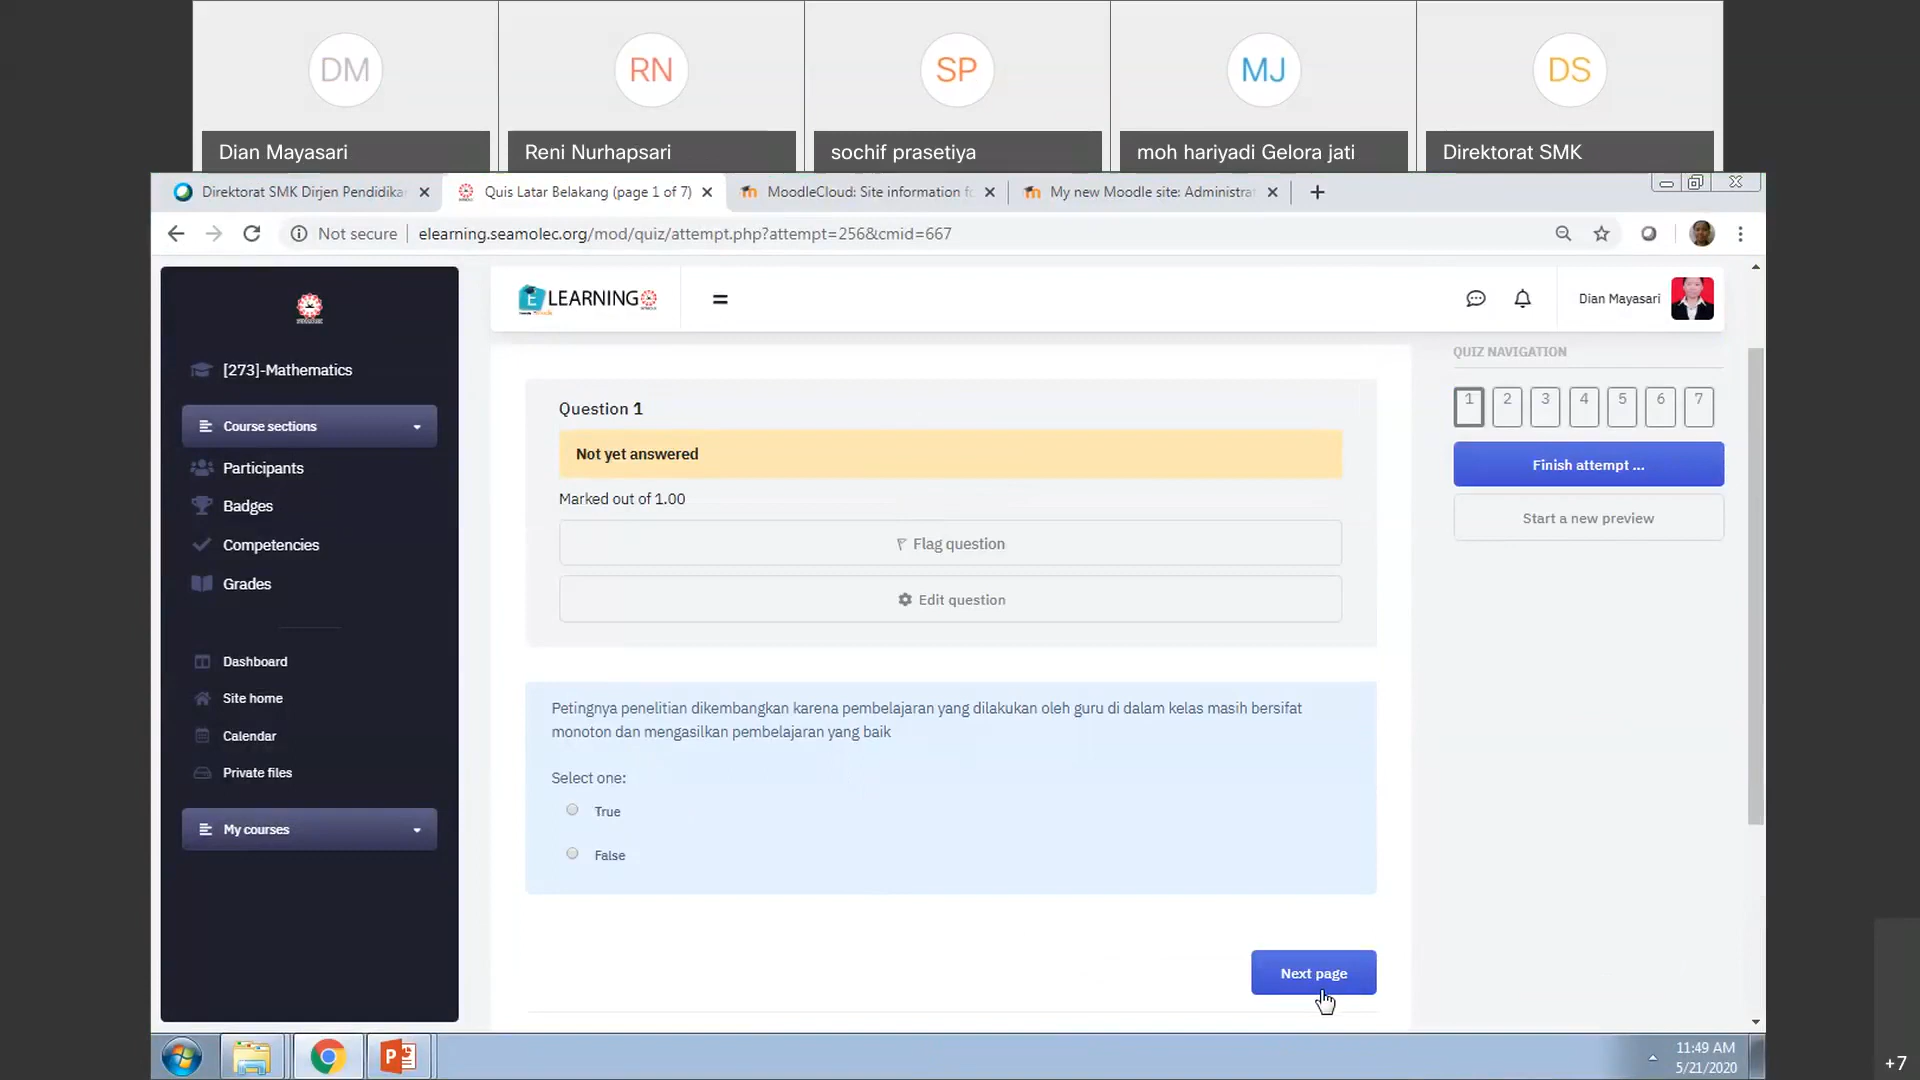 DM
RN
SP
MJ
DS
Dian Mayasari
Reni Nurhapsari
sochif prasetiya
moh hariyadi Gelora jati
Direktorat SMK
Direktorat SMK Dirjen Pendidika
Quis Latar Belakang (page 1 of 7)
MoodleCloud: Site information fo
My new Moodle site: Administrat
Not secure
elearning.seamolec.org/mod/quiz/attempt.php?attempt=256&cmid=667
E LEARNING
Dian Mayasari
[273]-Mathematics
Course sections
Participants
Badges
Competencies
Grades
Dashboard
Site home
Calendar
Private files
My courses
Question 1
Not yet answered
Marked out of 1.00
Flag question
Edit question
Petingnya penelitian dikembangkan karena pembelajaran yang dilakukan oleh guru di dalam kelas masih bersifat
monoton dan mengasilkan pembelajaran yang baik
Select one:
True
False
Next page
QUIZ NAVIGATION
1 2 3 4 5 6 7
Finish attempt ...
Start a new preview
11:49 AM
5/21/2020
+7